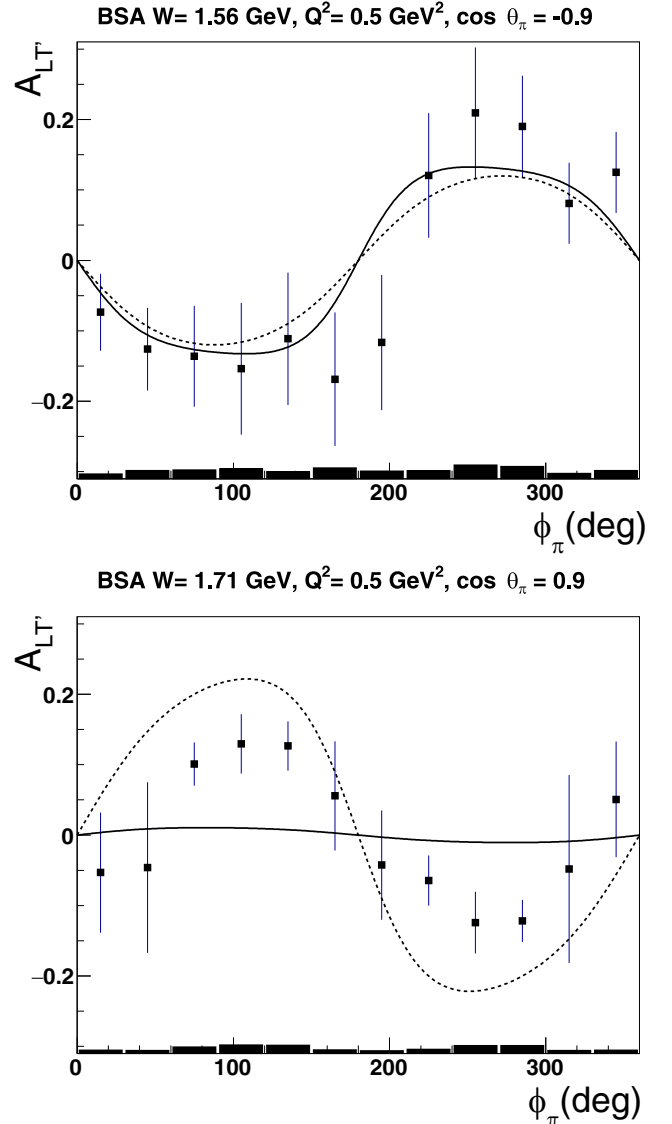 BSA W= 1.56 GeV, Q²= 0.5 GeV², cos θπ = -0.9
A_LT'
0.2
0
−0.2
0 100 200 300
ϕπ(deg)
BSA W= 1.71 GeV, Q²= 0.5 GeV², cos θπ = 0.9
A_LT'
0.2
0
−0.2
0 100 200 300
ϕπ(deg)